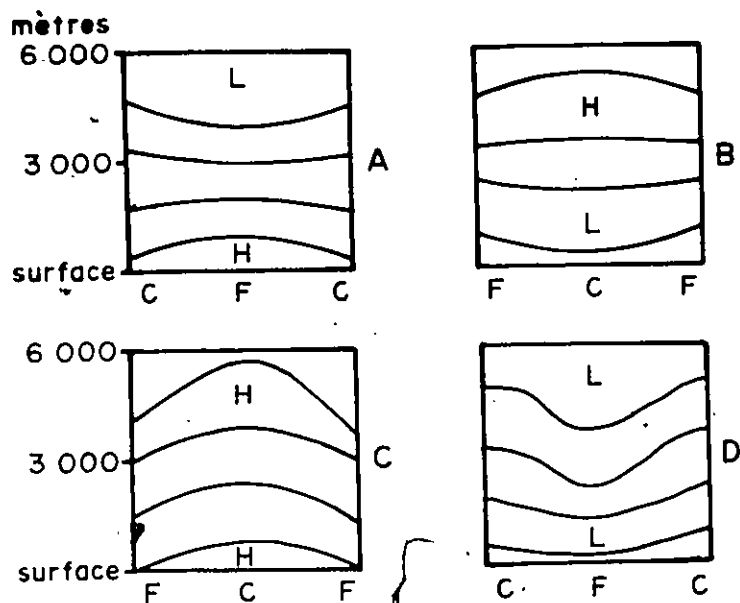 mètres
6 000
L
3 000
A
H
surface
C F C
H
B
L
F C F
6 000
H
3 000
C
H
surface
F C F
L
D
L
C F C